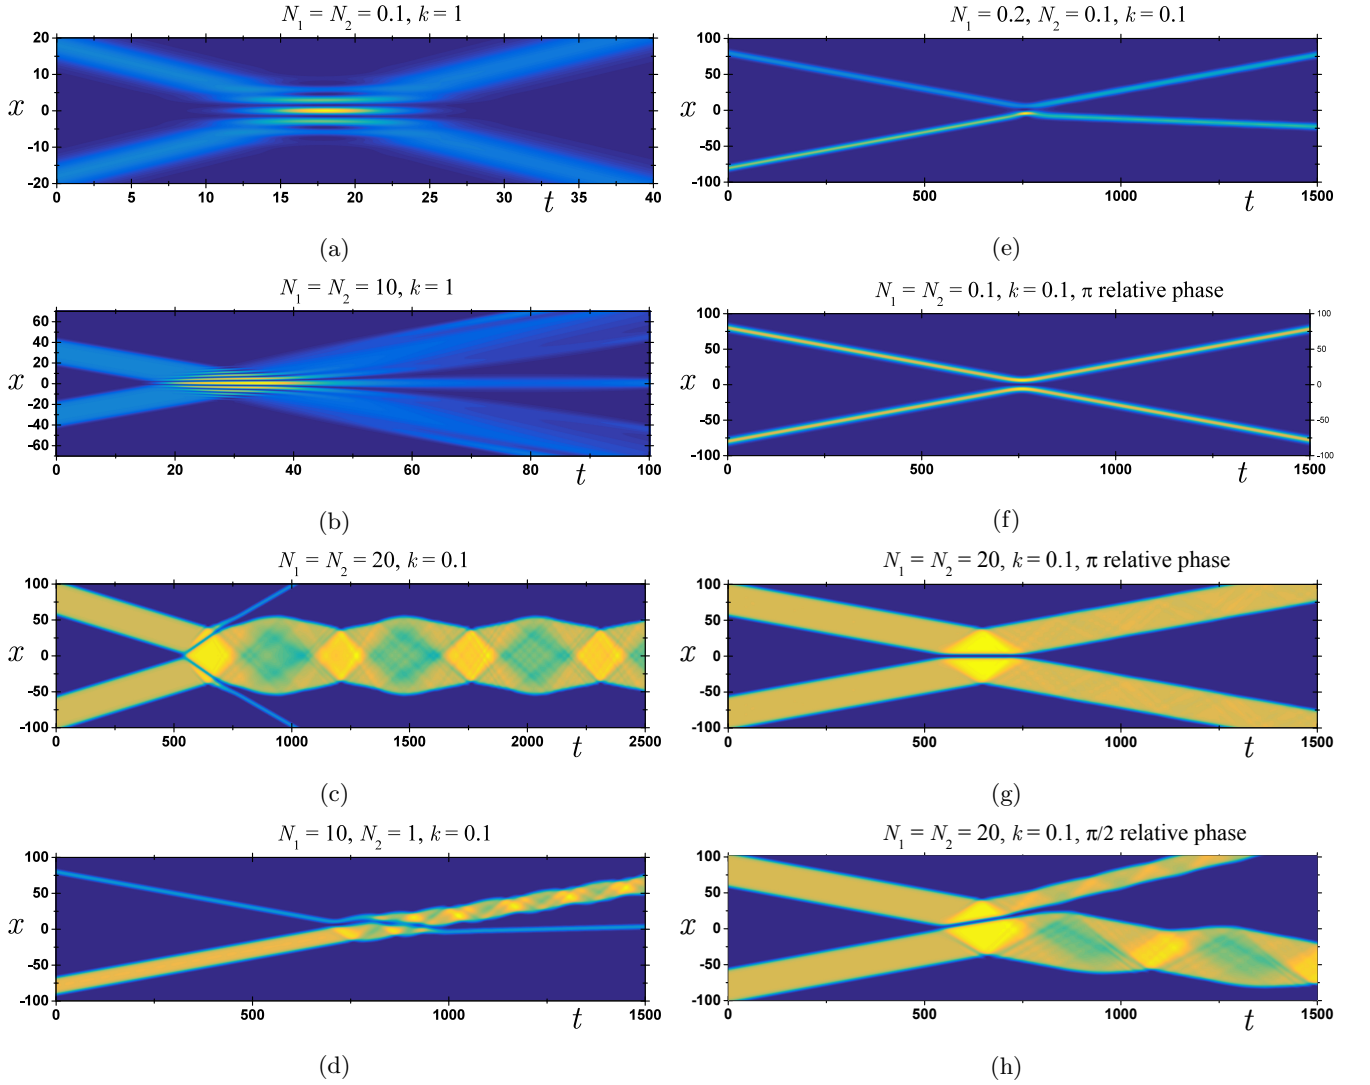 N₁ = N₂ = 0.1, k = 1
20
10
0
-10
-20
x
0 5 10 15 20 25 30 35 40
t
(a)
N₁ = N₂ = 10, k = 1
60
40
20
0
-20
-40
-60
x
0 20 40 60 80 100
t
(b)
N₁ = N₂ = 20, k = 0.1
100
50
0
-50
-100
x
0 500 1000 1500 2000 2500
t
(c)
N₁ = 10, N₂ = 1, k = 0.1
100
50
0
-50
-100
x
0 500 1000 1500
t
(d)
N₁ = 0.2, N₂ = 0.1, k = 0.1
100
50
0
-50
-100
x
0 500 1000 1500
t
(e)
N₁ = N₂ = 0.1, k = 0.1, π relative phase
100
50
0
-50
-100
x
100
50
0
-50
-100
0 500 1000 1500
t
(f)
N₁ = N₂ = 20, k = 0.1, π relative phase
100
50
0
-50
-100
x
0 500 1000 1500
t
(g)
N₁ = N₂ = 20, k = 0.1, π/2 relative phase
100
50
0
-50
-100
x
0 500 1000 1500
t
(h)